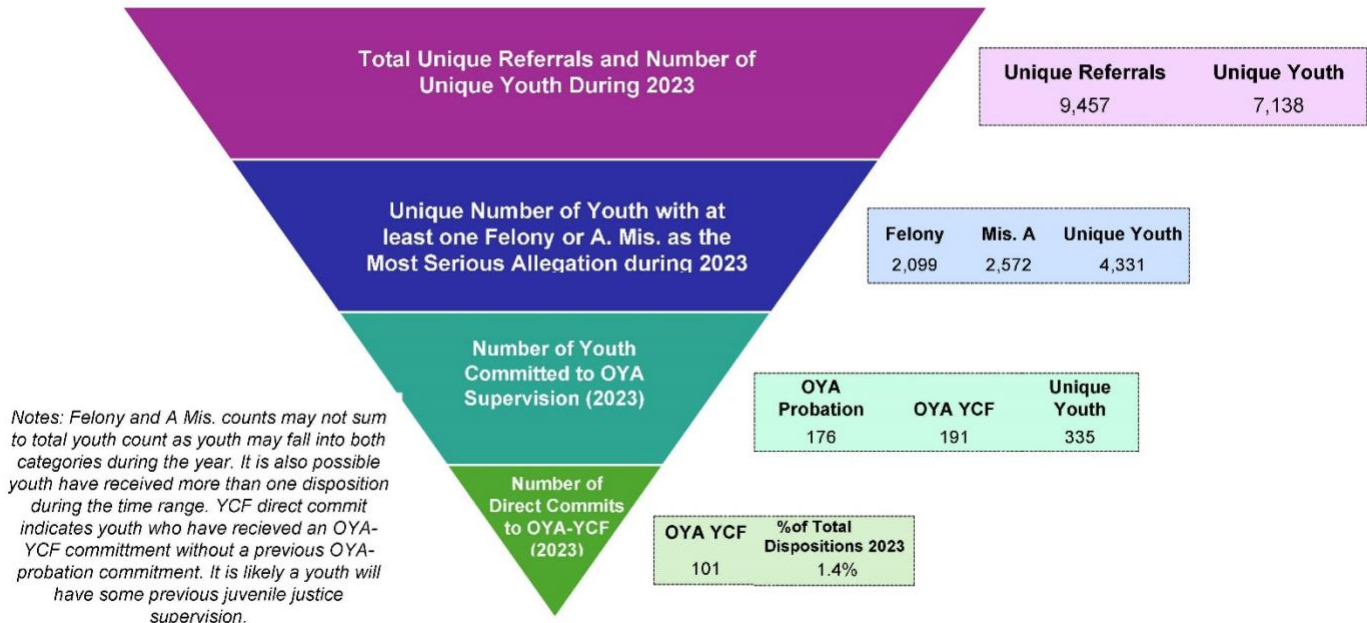 Total Unique Referrals and Number of
Unique Youth During 2023
Unique Referrals Unique Youth
9,457 7,138
Unique Number of Youth with at
least one Felony or A. Mis. as the
Most Serious Allegation during 2023
Felony Mis. A Unique Youth
2,099 2,572 4,331
Number of Youth
Committed to OYA
Supervision (2023)
OYA
Probation OYA YCF Unique
Youth
176 191 335
Number of
Direct Commits
to OYA-YCF
(2023)
OYA YCF %of Total
Dispositions 2023
101 1.4%
Notes: Felony and A Mis. counts may not sum
to total youth count as youth may fall into both
categories during the year. It is also possible
youth have received more than one disposition
during the time range. YCF direct commit
indicates youth who have recieved an OYA-
YCF committment without a previous OYA-
probation commitment. It is likely a youth will
have some previous juvenile justice
supervision.